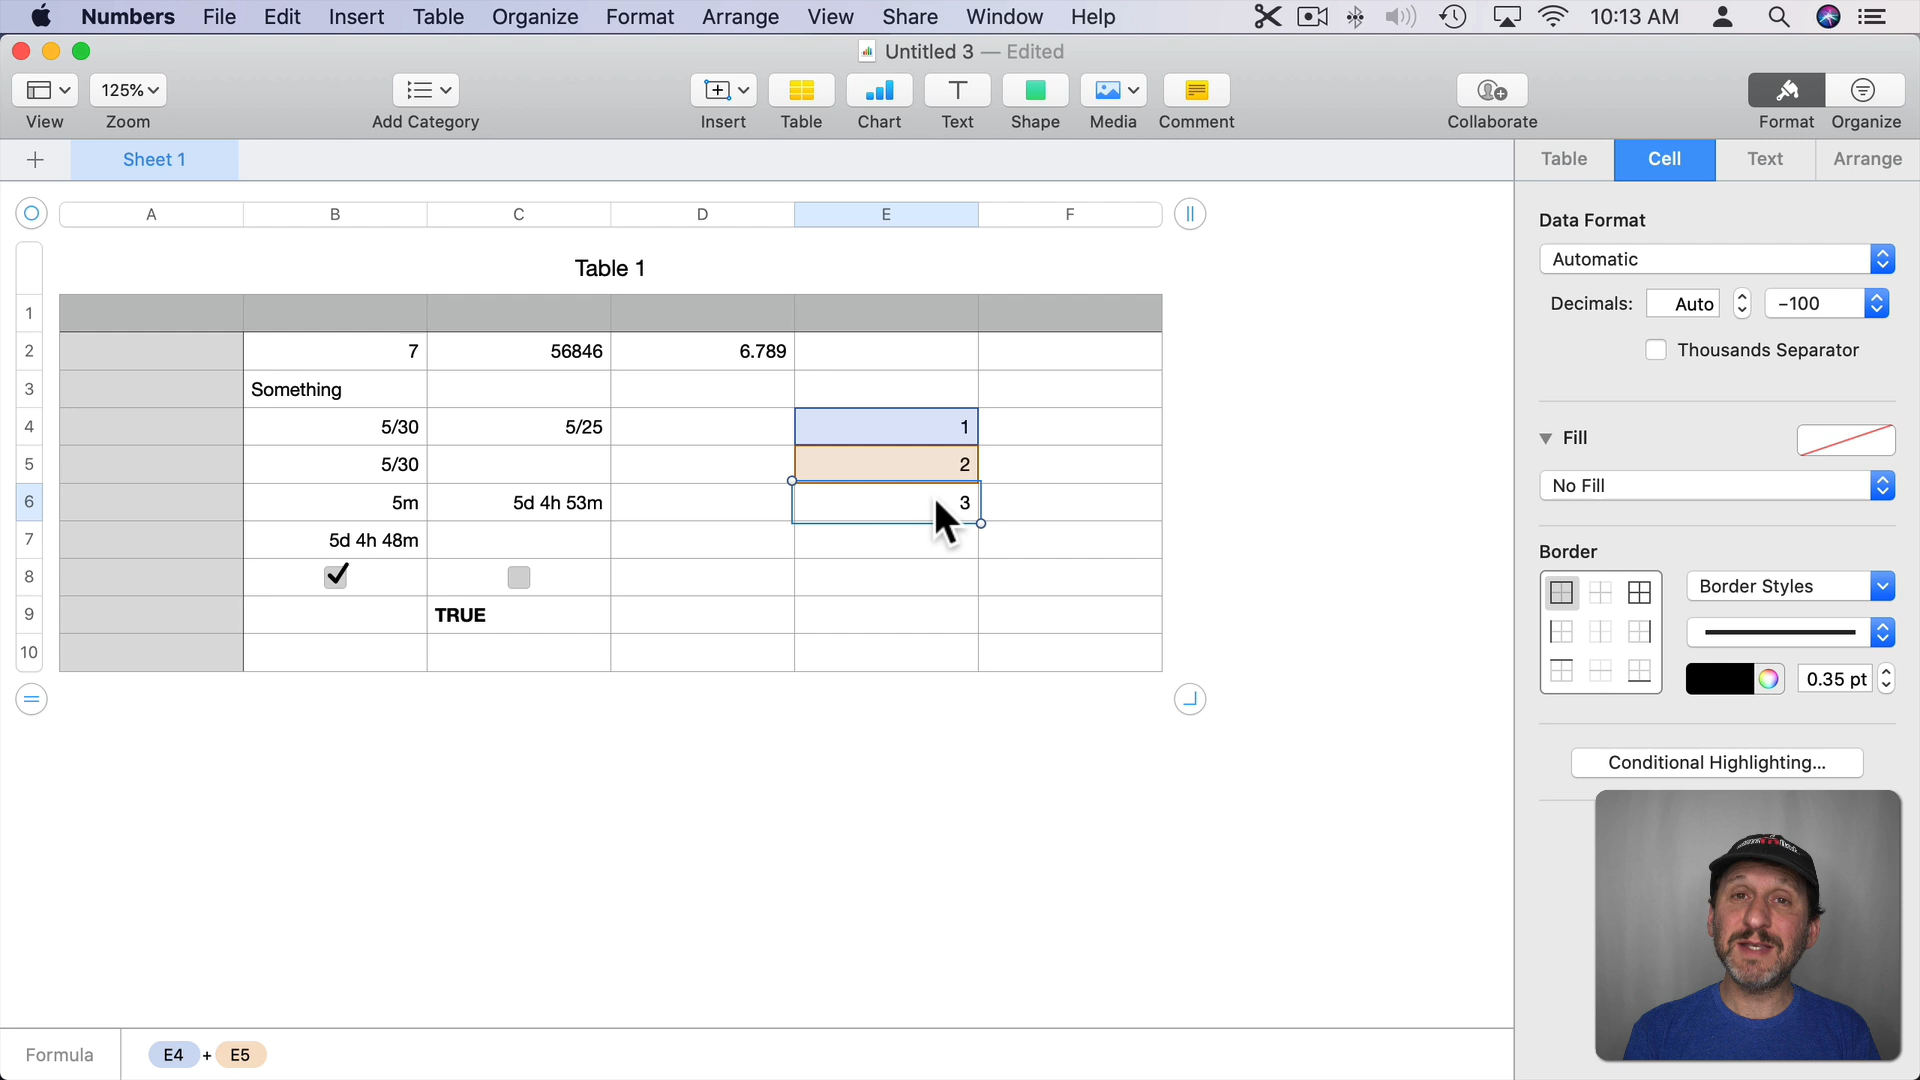 Numbers File Edit Insert Table Organize Format Arrange View Share Window Help 10:13 AM
Untitled 3 — Edited
125%
View Zoom Add Category Insert Table Chart Text Shape Media Comment Collaborate Format Organize
Sheet 1
Table Cell Text Arrange
A B C D E F
Table 1
1
2 7 56846 6.789
3 Something
4 5/30 5/25 1
5 5/30 2
6 5m 5d 4h 53m 3
7 5d 4h 48m
8
9 TRUE
10
Data Format
Automatic
Decimals: Auto −100
Thousands Separator
Fill
No Fill
Border
Border Styles
0.35 pt
Conditional Highlighting...
Formula E4 + E5